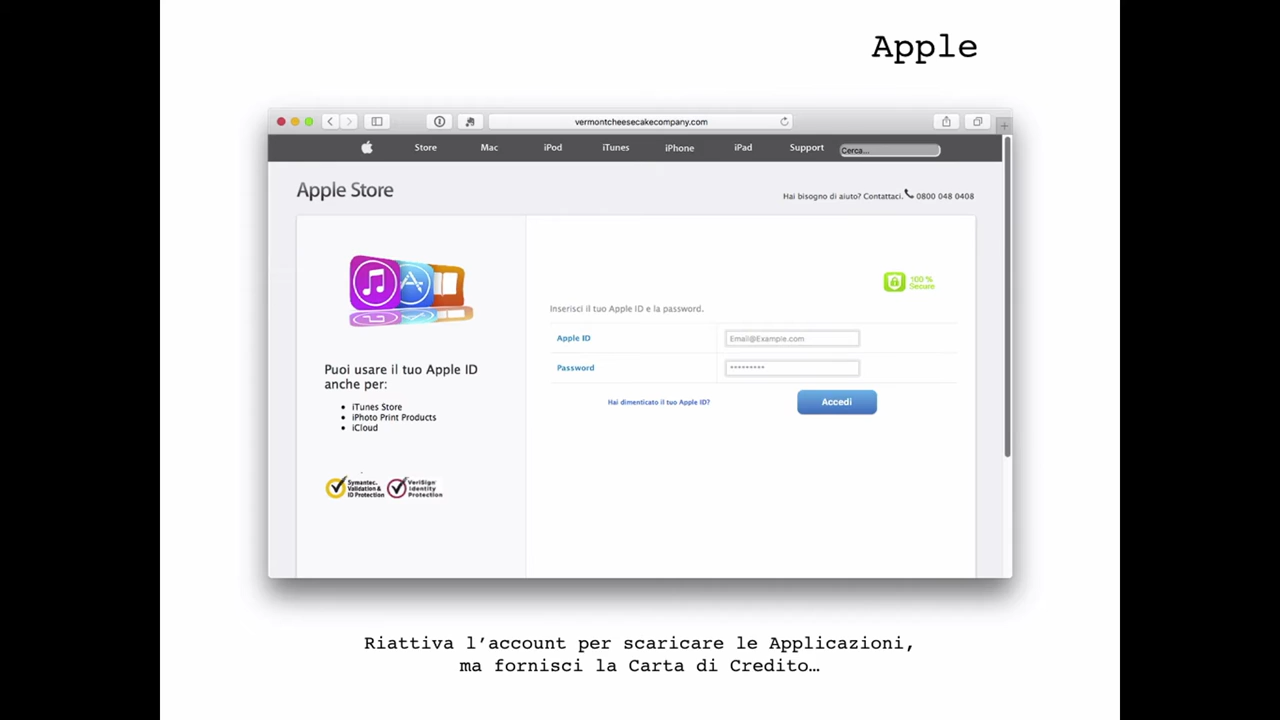 Apple
vermontcheesecakecompany.com
Store Mac iPod iTunes iPhone iPad Support Cerca...
Apple Store
Hai bisogno di aiuto? Contattaci. 0800 048 0408
100 %
Secure
Inserisci il tuo Apple ID e la password.
Apple ID Email@Example.com
Password *********
Hai dimenticato il tuo Apple ID? Accedi
Puoi usare il tuo Apple ID
anche per:
• iTunes Store
• iPhoto Print Products
• iCloud
Symantec.
Validation &
ID Protection
VeriSign
Identity
Protection
Riattiva l’account per scaricare le Applicazioni,
ma fornisci la Carta di Credito…